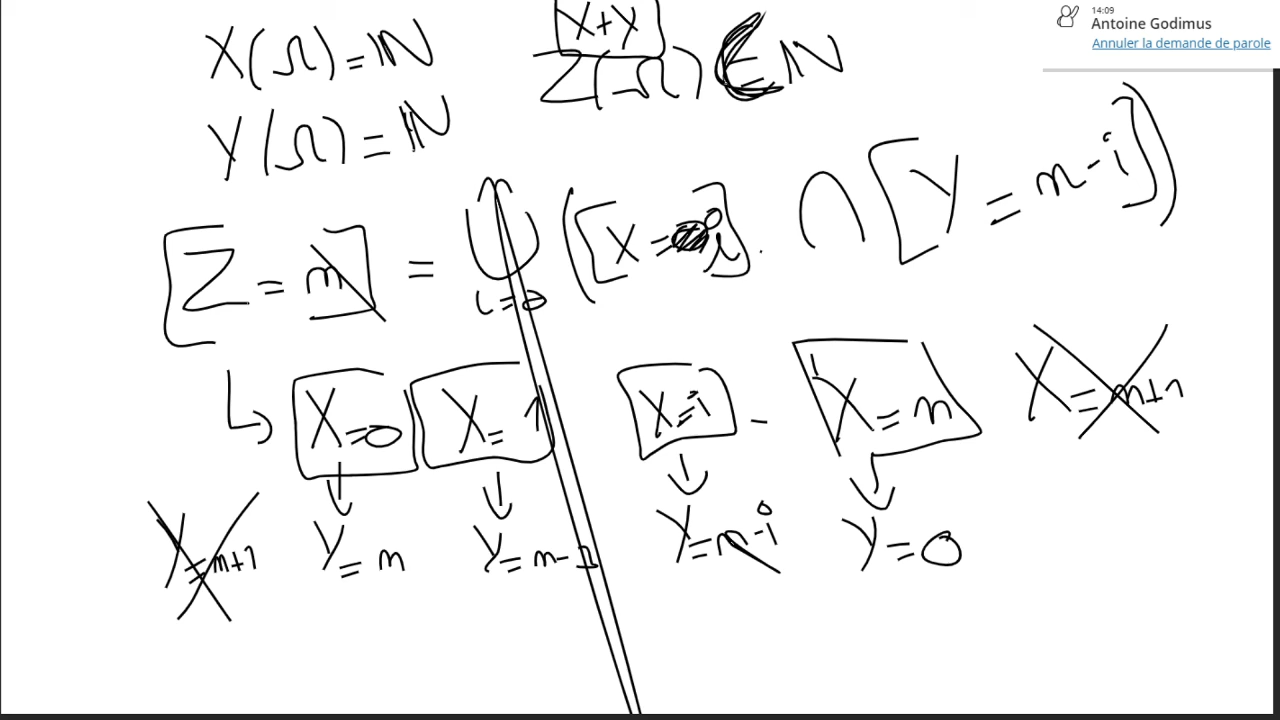 14:09
Antoine Godimus
Annuler la demande de parole
X+Y
X(Ω)=ℕ Z(Ω)∈ℕ
Y(Ω)=ℕ
[Z=n] = ⋃ i=0 ([X=i] ∩ [Y=n-i])
X=0 X=1 X=i - X=n X=n+1
Y=n+1 Y=n Y=n-1 Y=n-i Y=0